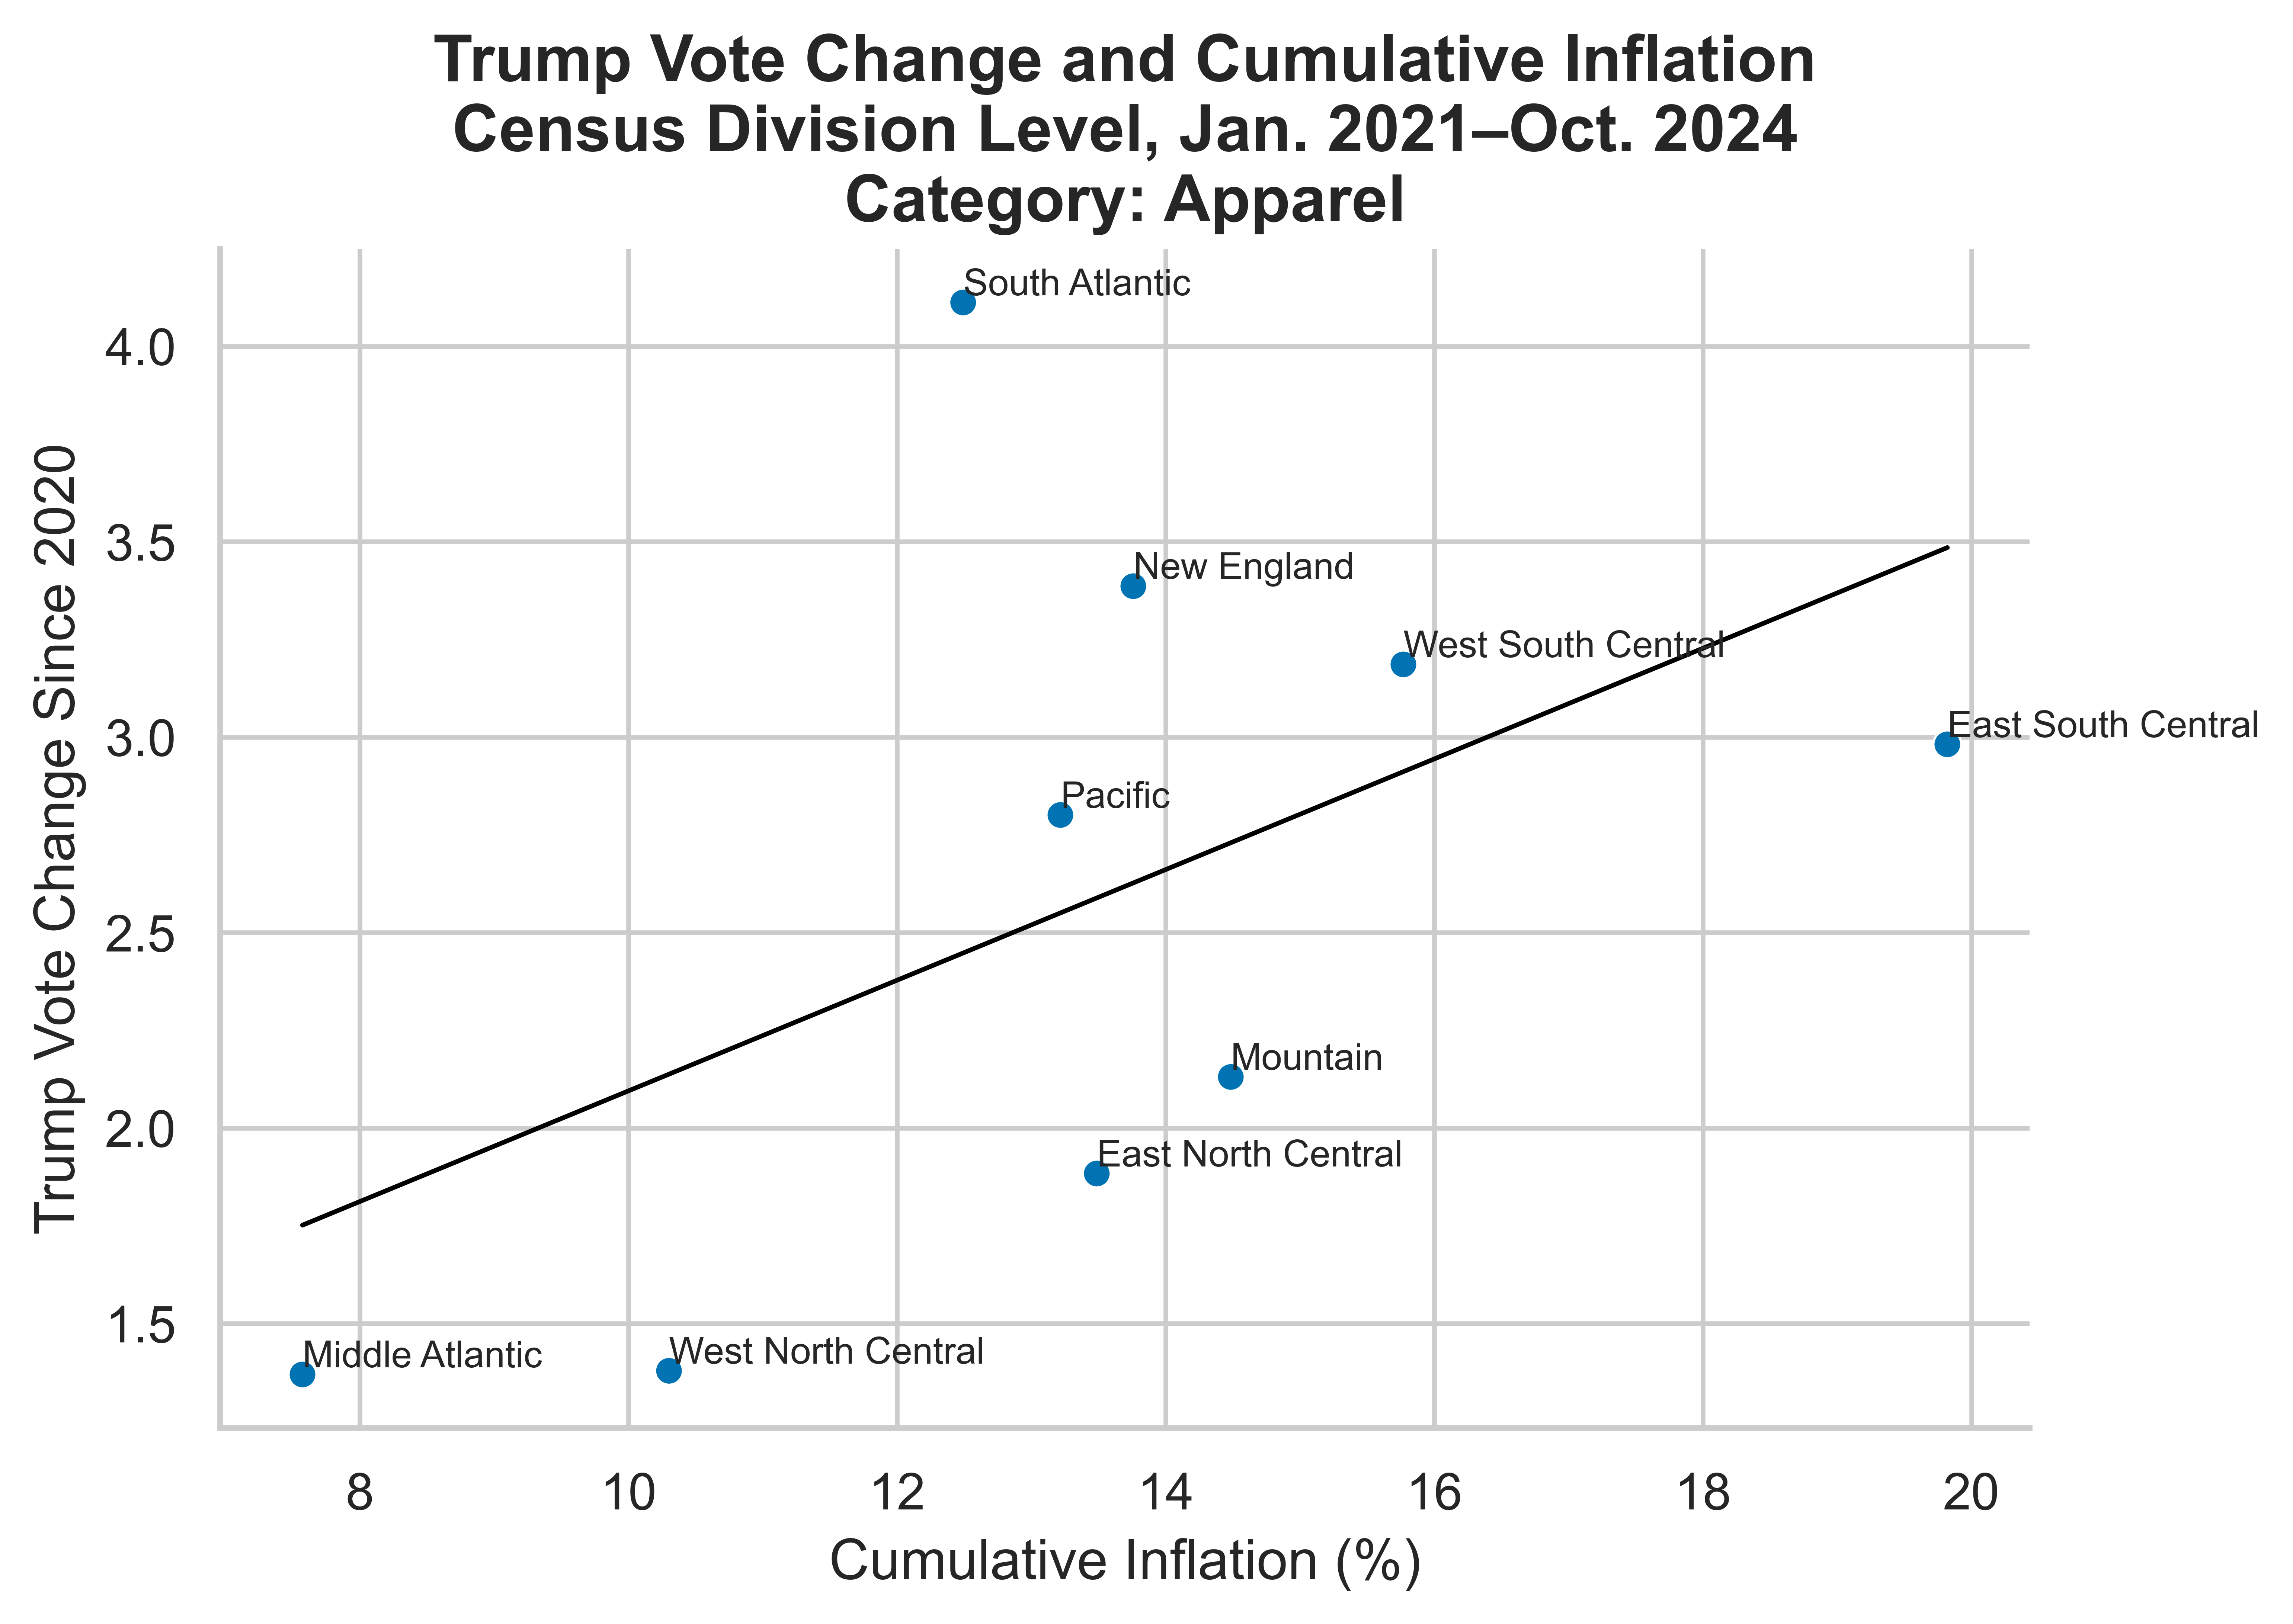 Trump Vote Change and Cumulative Inflation
Census Division Level, Jan. 2021–Oct. 2024
Category: Apparel
Trump Vote Change Since 2020
4.0
3.5
3.0
2.5
2.0
1.5
South Atlantic
New England
West South Central
East South Central
Pacific
Mountain
East North Central
Middle Atlantic
West North Central
8
10
12
14
16
18
20
Cumulative Inflation (%)